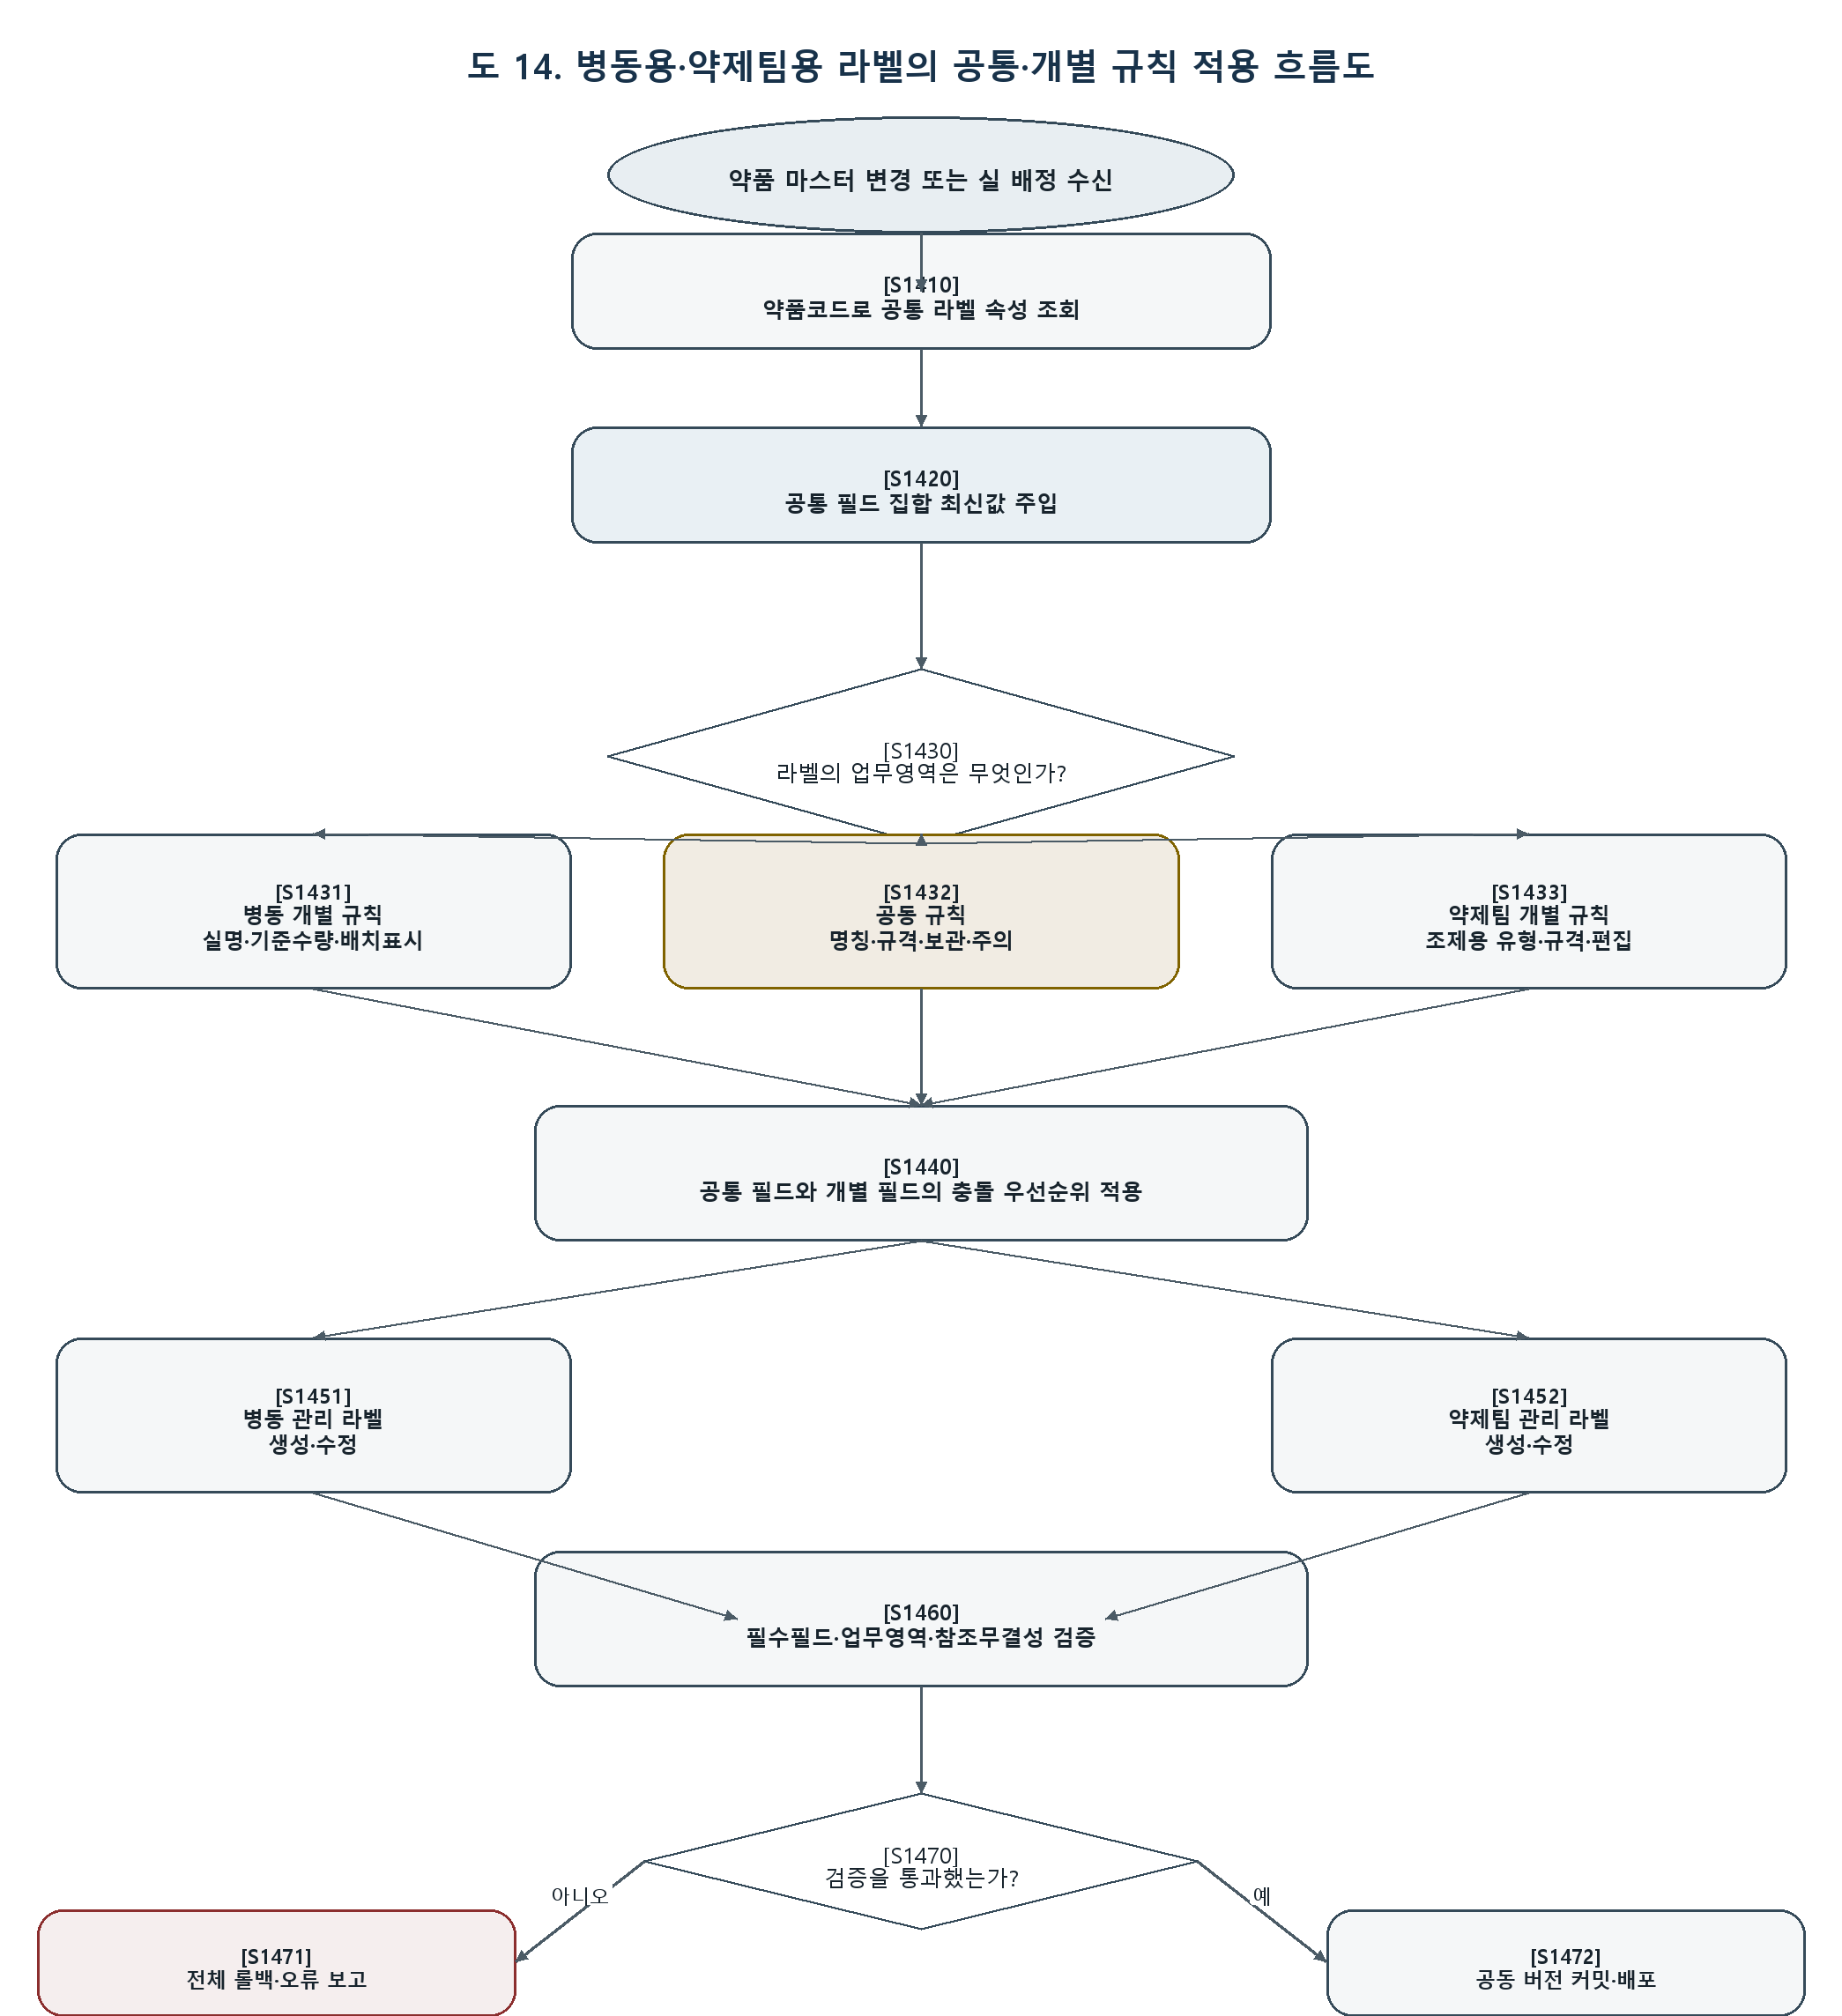 도 14. 병동용·약제팀용 라벨의 공통·개별 규칙 적용 흐름도
약품 마스터 변경 또는 실 배정 수신
[S1410]
약품코드로 공통 라벨 속성 조회
[S1420]
공통 필드 집합 최신값 주입
[S1430]
라벨의 업무영역은 무엇인가?
[S1431]
병동 개별 규칙
실명·기준수량·배치표시
[S1432]
공동 규칙
명칭·규격·보관·주의
[S1433]
약제팀 개별 규칙
조제용 유형·규격·편집
[S1440]
공통 필드와 개별 필드의 충돌 우선순위 적용
[S1451]
병동 관리 라벨
생성·수정
[S1452]
약제팀 관리 라벨
생성·수정
[S1460]
필수필드·업무영역·참조무결성 검증
[S1470]
검증을 통과했는가?
아니오
예
[S1471]
전체 롤백·오류 보고
[S1472]
공동 버전 커밋·배포